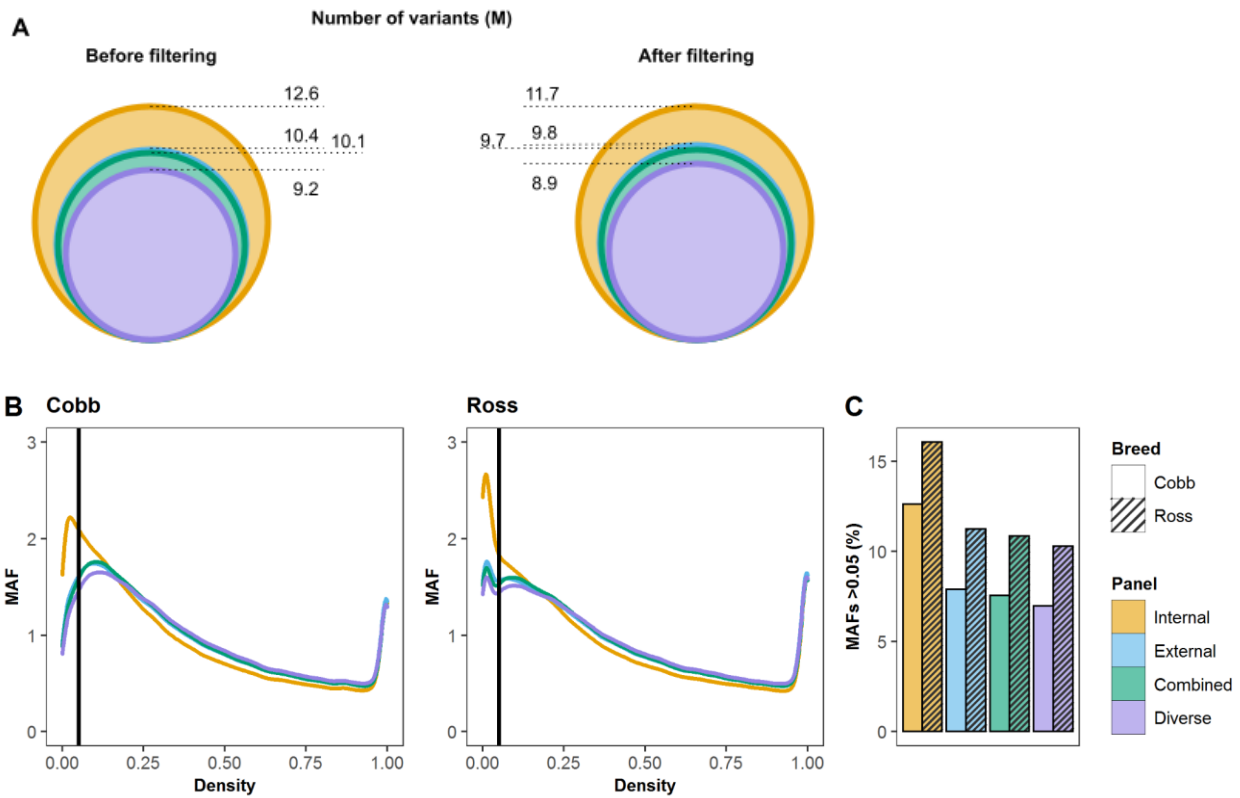 A
Number of variants (M)
Before filtering
After filtering
12.6
10.4
10.1
9.2
11.7
9.8
9.7
8.9
B
Cobb
MAF
3
2
1
0
0.00
0.25
0.50
0.75
1.00
Density
Ross
MAF
3
2
1
0
0.00
0.25
0.50
0.75
1.00
Density
C
MAFs >0.05 (%)
15
10
5
0
Breed
Cobb
Ross
Panel
Internal
External
Combined
Diverse